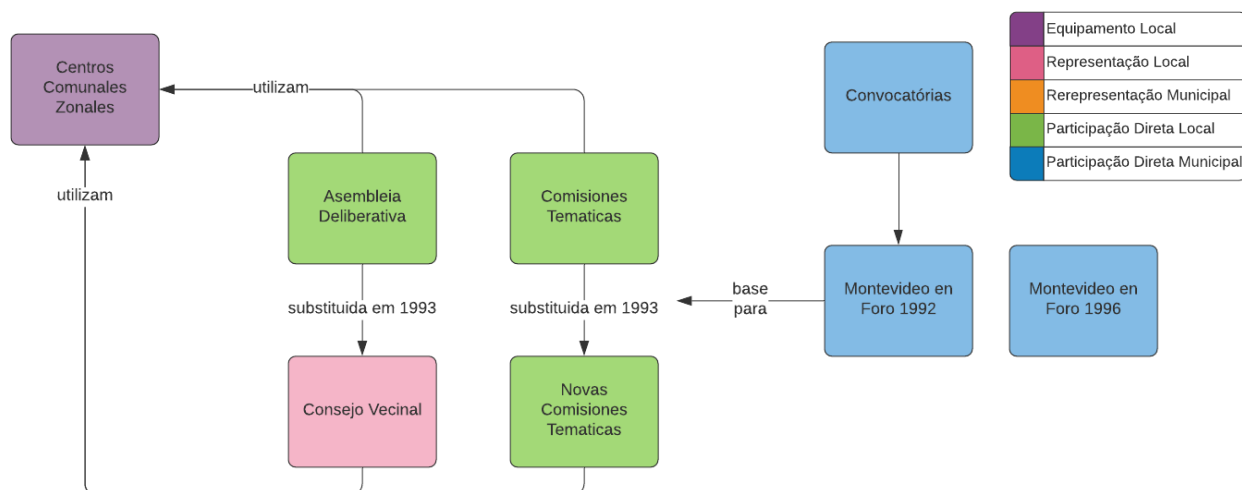 Centros
Comunales
Zonales
utilizam
Convocatórias
Equipamento Local
Representação Local
Rerepresentação Municipal
Participação Direta Local
Participação Direta Municipal
utilizam
Asembleia
Deliberativa
Comisiones
Tematicas
substituida em 1993
substituida em 1993
base
para
Montevideo en
Foro 1992
Montevideo en
Foro 1996
Consejo Vecinal
Novas
Comisiones
Tematicas